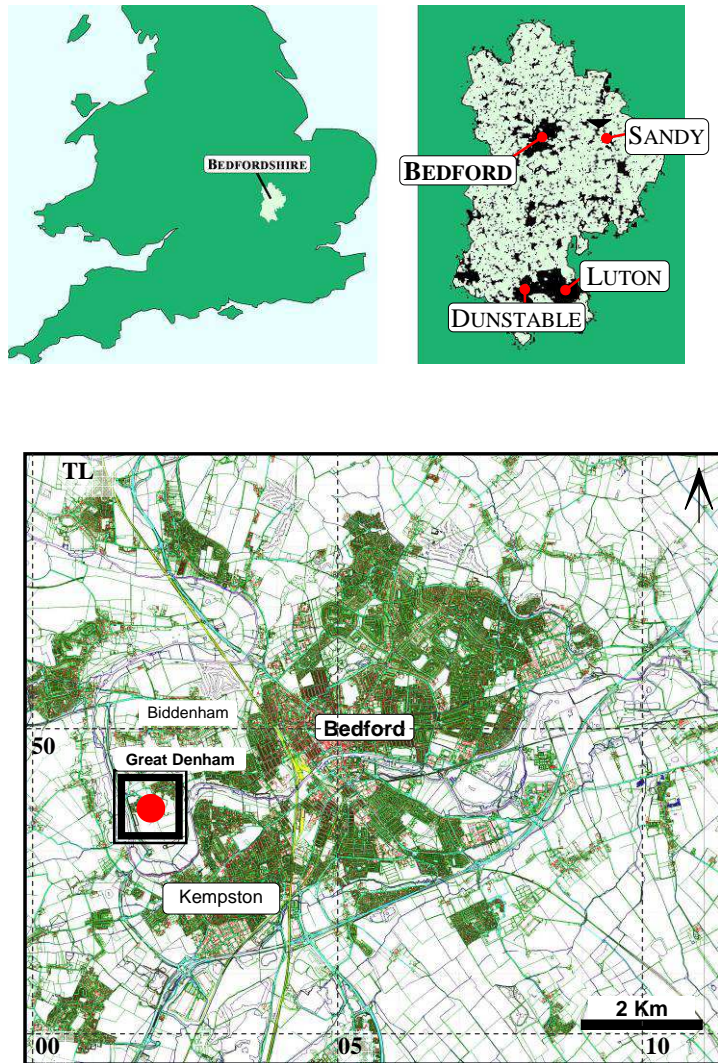 BEDFORDSHIRE
SANDY
BEDFORD
LUTON
DUNSTABLE
TL
Biddenham
Bedford
50
Great Denham
Kempston
2 Km
00
05
10